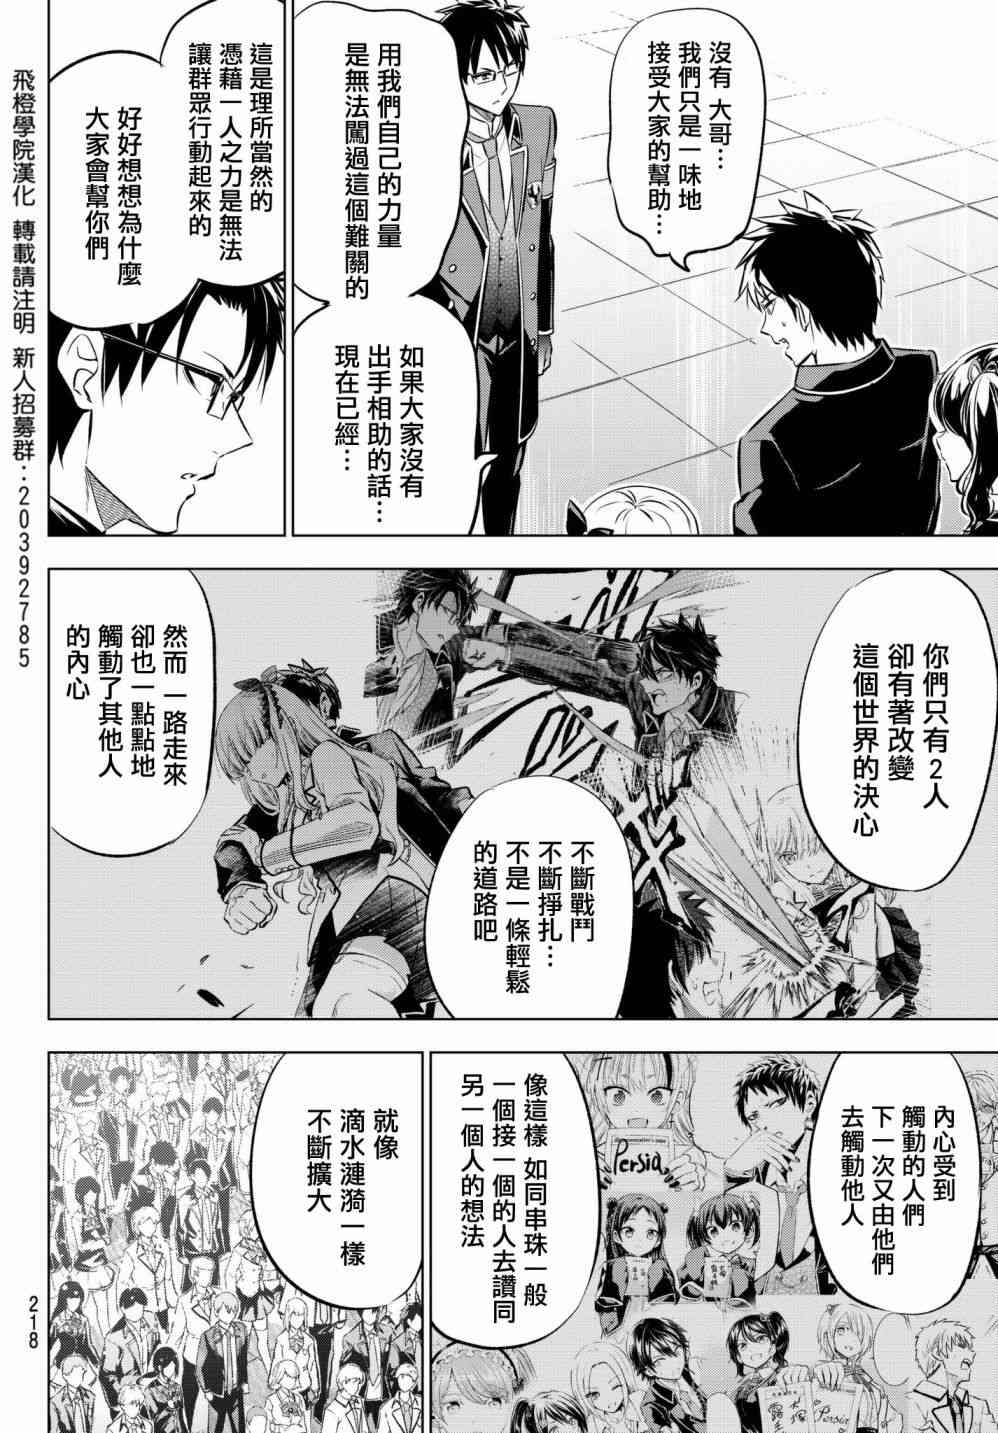 沒有 大哥…
我們只是一味地
接受大家的幫助…
用我們自己的力量
是無法闖過這個難關的
如果大家沒有
出手相助的話…
現在已經…
這是理所當然的
憑藉一人之力是無法
讓群眾行動起來的
好好想想為什麼
大家會幫你們
你們只有2人
卻有著改變
這個世界的決心
不斷戰鬥
不斷掙扎…
不是一條輕鬆
的道路吧
然而 一路走來
卻也一點點地
觸動了其他人
的內心
內心受到
觸動的人們
下一次又由他們
去觸動他人
像這樣 如同串珠一般
一個接一個的人去讚同
另一個人的想法
Persia
Persia
就像
滴水漣漪一樣
不斷擴大
飛橙學院漢化 轉載請注明 新人招募群：203927785
218